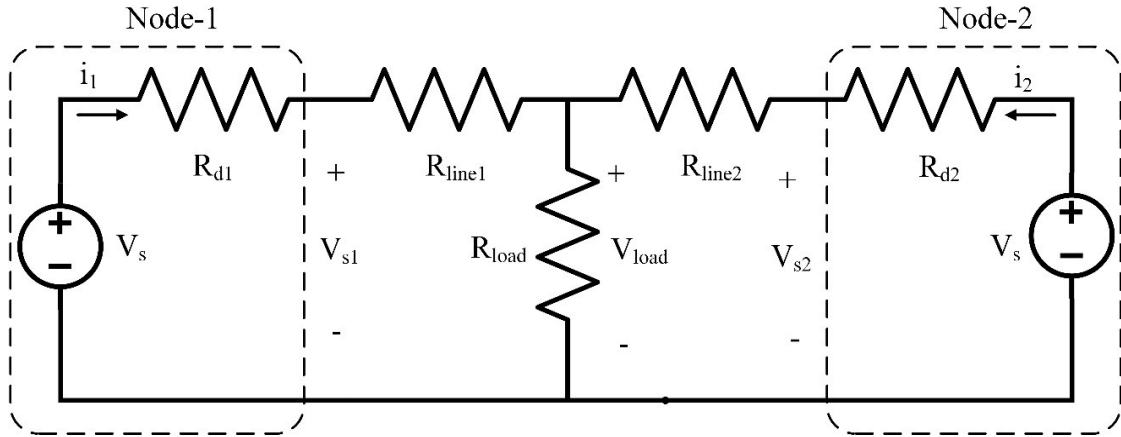 Node-1
Node-2
i1
i2
Rd1
Rline1
Rline2
Rd2
+
+
+
+
+
Vs
Vs1
Rload
Vload
Vs2
Vs
-
-
-
-
-